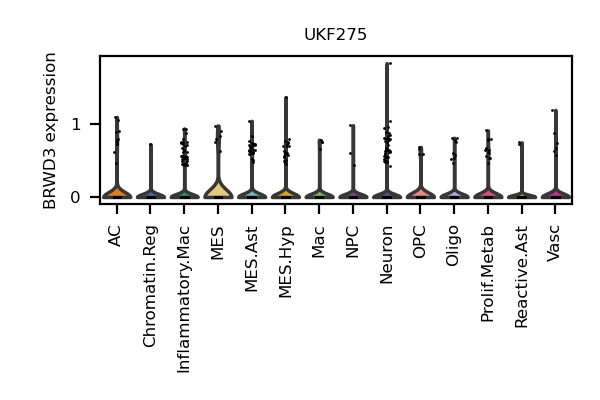 UKF275
BRWD3 expression
1
0
AC
Chromatin.Reg
Inflammatory.Mac
MES
MES.Ast
MES.Hyp
Mac
NPC
Neuron
OPC
Oligo
Prolif.Metab
Reactive.Ast
Vasc